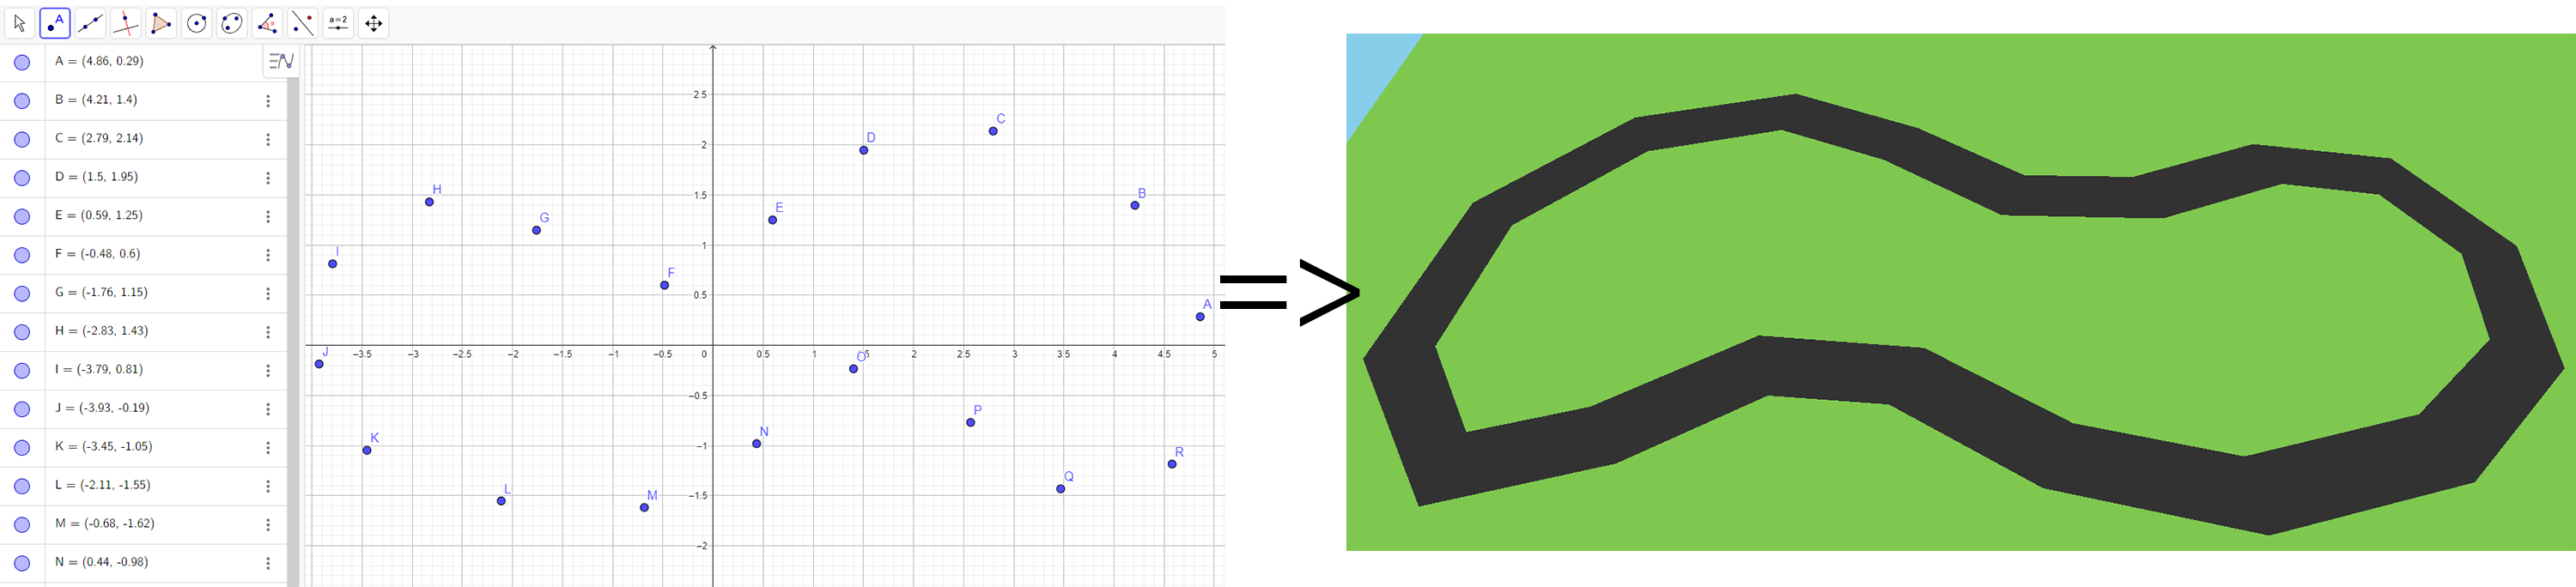 A
a=2
A = (4.86, 0.29)
B = (4.21, 1.4)
C = (2.79, 2.14)
D = (1.5, 1.95)
E = (0.59, 1.25)
F = (-0.48, 0.6)
G = (-1.76, 1.15)
H = (-2.83, 1.43)
I = (-3.79, 0.81)
J = (-3.93, -0.19)
K = (-3.45, -1.05)
L = (-2.11, -1.55)
M = (-0.68, -1.62)
N = (0.44, -0.98)
2.5
C
D
2
H
B
1.5
E
G
1
I
F
0.5
A
J
−3.5 −3 −2.5 −2 −1.5 −1 −0.5 0 0.5 1 2 2.5 3 3.5 4 4.5 5
O
−0.5
P
K
N
−1
R
Q
L
M
−1.5
−2
=>